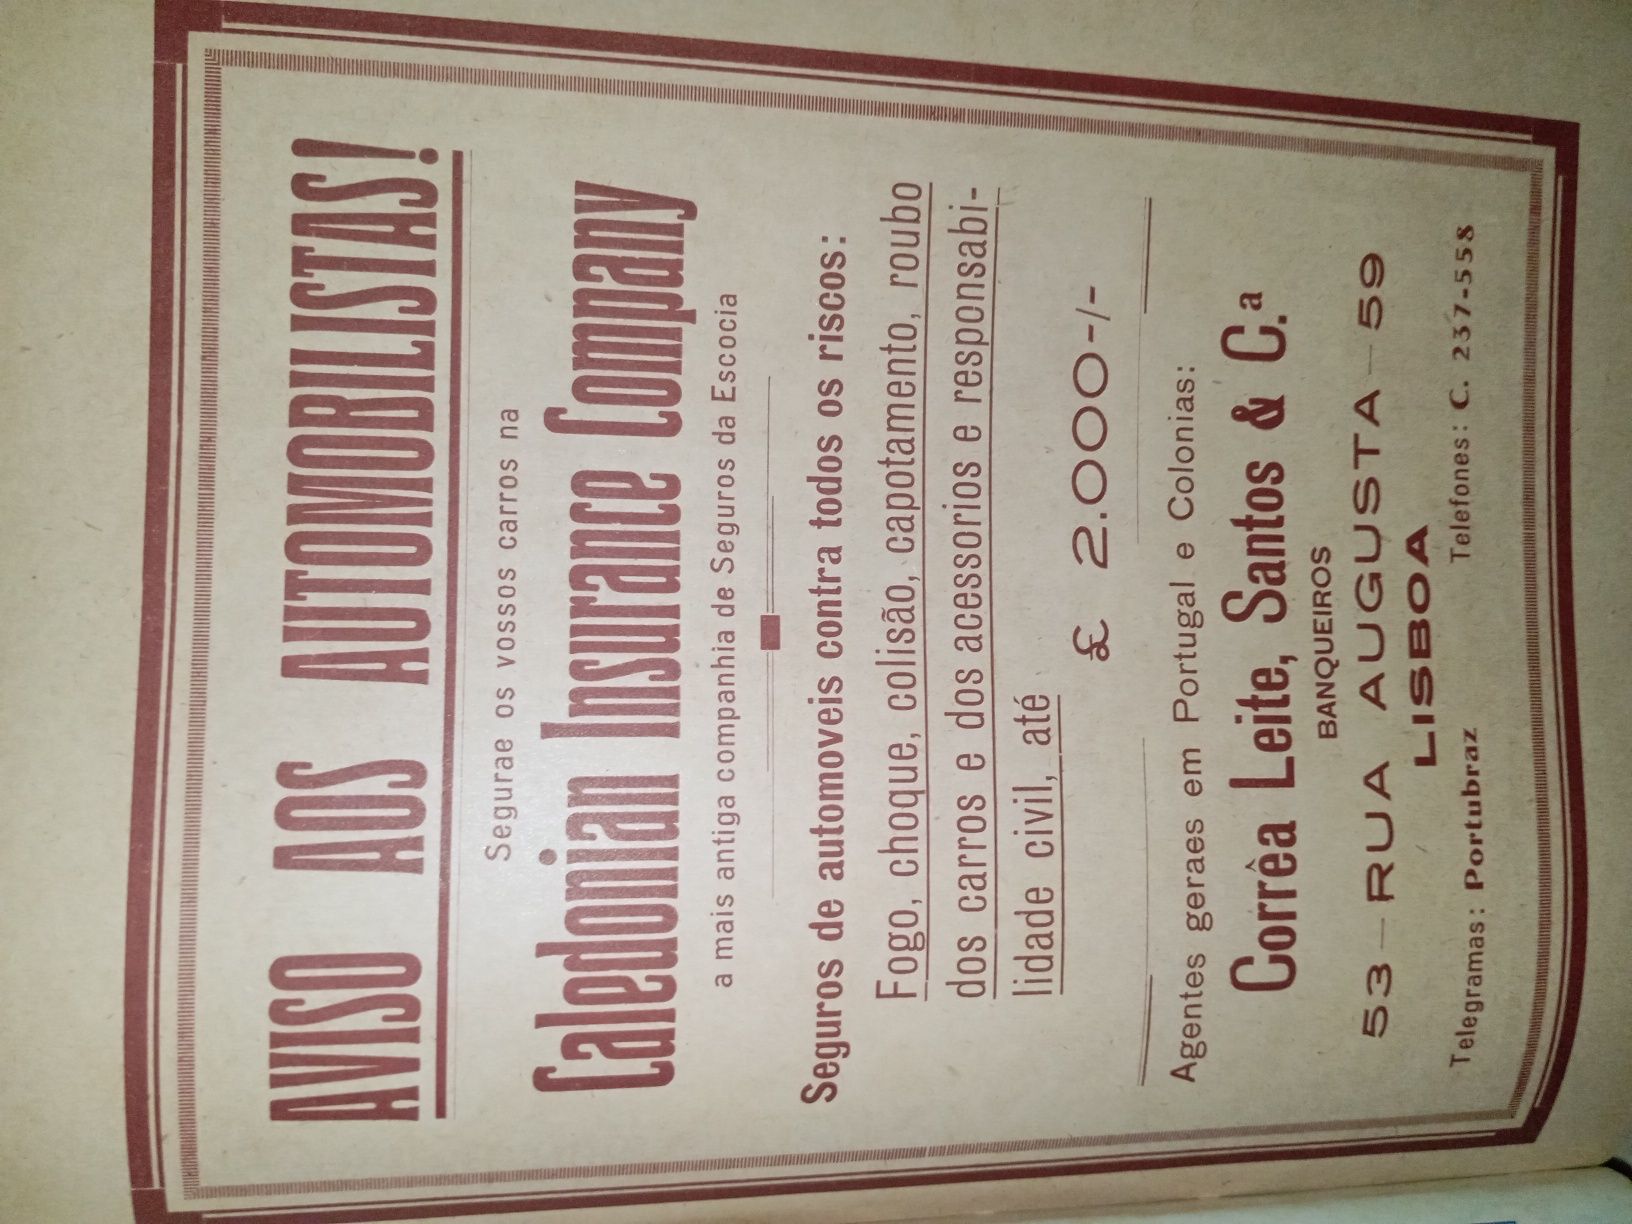 AVISO AOS AUTOMOBILISTAS!
Segurae os vossos carros na
Caledonian Insurance Company
a mais antiga companhia de Seguros da Escocia
Seguros de automoveis contra todos os riscos:
Fogo, choque, colisão, capotamento, roubo
dos carros e dos acessorios e responsabi-
lidade civil, até
£ 2.000-/-
Agentes geraes em Portugal e Colonias:
Corrêa Leite, Santos & C.ª
BANQUEIROS
53 — RUA AUGUSTA — 59
LISBOA
Telegramas: Portubraz Telefones: C. 237-558